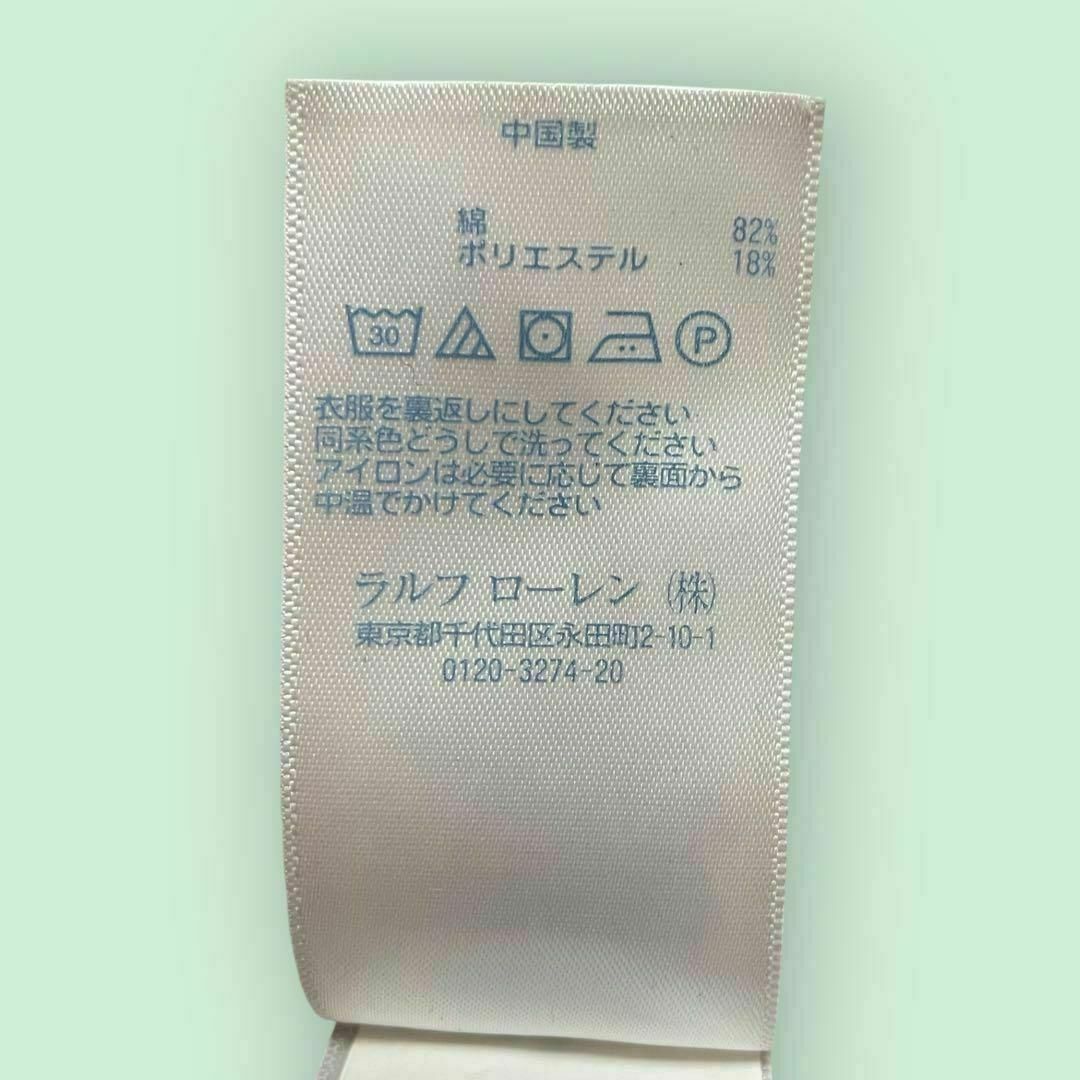 中国製
綿 82%
ポリエステル 18%
30 P
衣服を裏返しにしてください
同系色どうしで洗ってください
アイロンは必要に応じて裏面から
中温でかけてください
ラルフ ローレン (株)
東京都千代田区永田町2-10-1
0120-3274-20